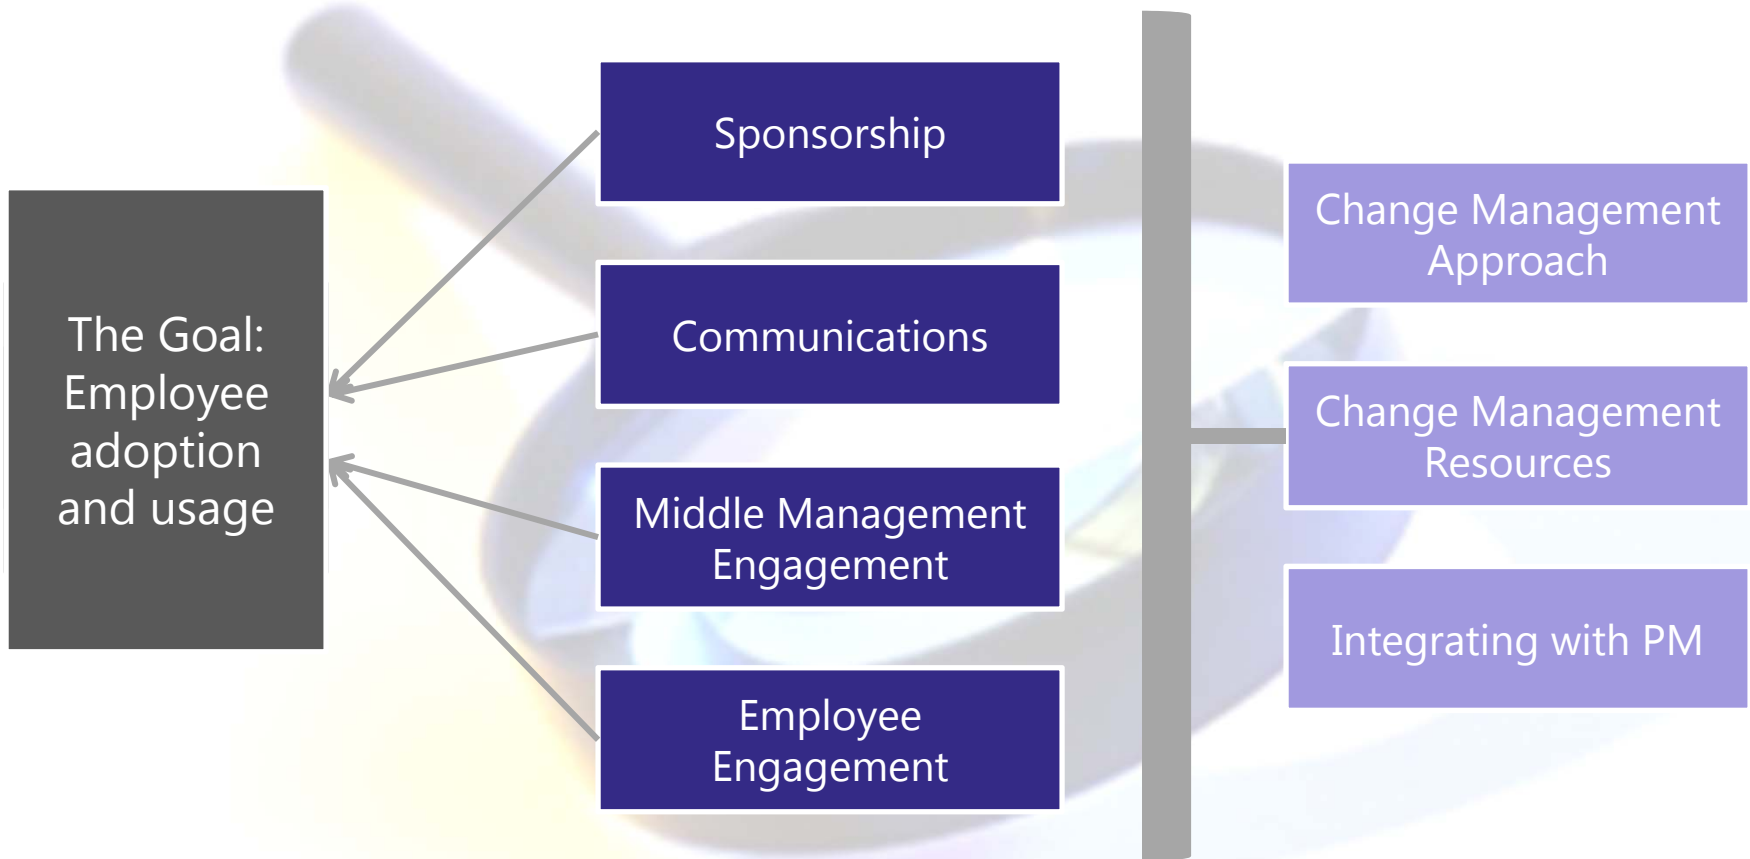 The Goal:
Employee
adoption
and usage
Sponsorship
Communications
Middle Management
Engagement
Employee
Engagement
Change Management
Approach
Change Management
Resources
Integrating with PM